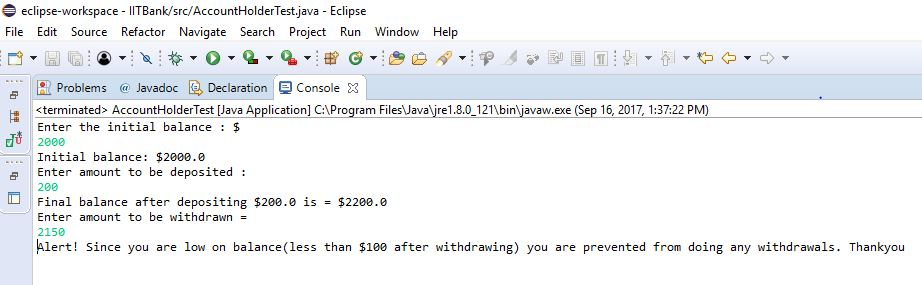 eclipse-workspace - IITBank/src/AccountHolderTest.java - Eclipse
File Edit Source Refactor Navigate Search Project Run Window Help
Problems @ Javadoc Declaration Console
<terminated> AccountHolderTest [Java Application] C:\Program Files\Java\jre1.8.0_121\bin\javaw.exe (Sep 16, 2017, 1:37:22 PM)
Enter the initial balance : $
2000
Initial balance: $2000.0
Enter amount to be deposited :
200
Final balance after depositing $200.0 is = $2200.0
Enter amount to be withdrawn =
2150
Alert! Since you are low on balance(less than $100 after withdrawing) you are prevented from doing any withdrawals. Thankyou